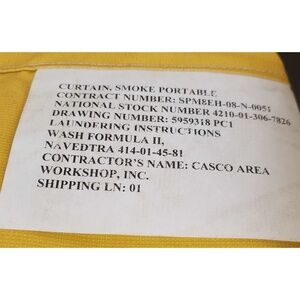 CURTAIN, SMOKE PORTABLE
CONTRACT NUMBER: SPM8EH-08-N-0051
NATIONAL STOCK NUMBER 4210-01-306-7826
DRAWING NUMBER: 5959318 PC1
LAUNDERING INSTRUCTIONS
WASH FORMULA II,
NAVEDTRA 414-01-45-81
CONTRACTOR'S NAME: CASCO AREA
WORKSHOP, INC.
SHIPPING LN: 01